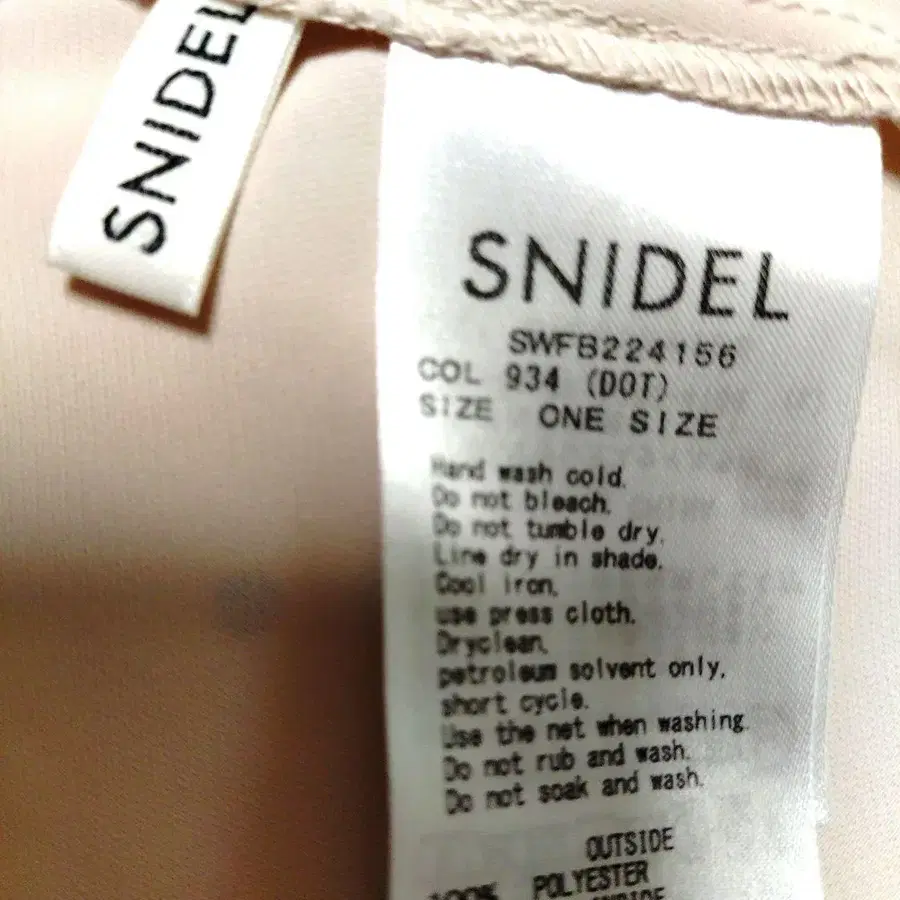 SNIDEL
SNIDEL
SWFB224156
COL 934 (DOT)
SIZE ONE SIZE
Hand wash cold.
Do not bleach.
Do not tumble dry.
Line dry in shade.
Cool iron.
use press cloth.
Dryclean.
petroleum solvent only.
short cycle.
Use the net when washing.
Do not rub and wash.
Do not soak and wash.
OUTSIDE
100% POLYESTER